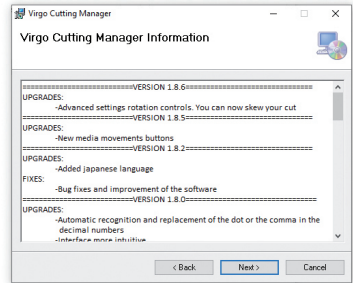 Virgo Cutting Manager
Virgo Cutting Manager Information
==========================VERSION 1.8.6==============================
UPGRADES:
-Advanced settings rotation controls. You can now skew your cut
==========================VERSION 1.8.5==============================
UPGRADES:
-New media movements buttons
==========================VERSION 1.8.2==============================
UPGRADES:
-Added japanese language
FIXES:
-Bug fixes and improvement of the software
==========================VERSION 1.8.0==============================
UPGRADES:
-Automatic recognition and replacement of the dot or the comma in the
decimal numbers
-Interface more intuitive
< Back
Next >
Cancel